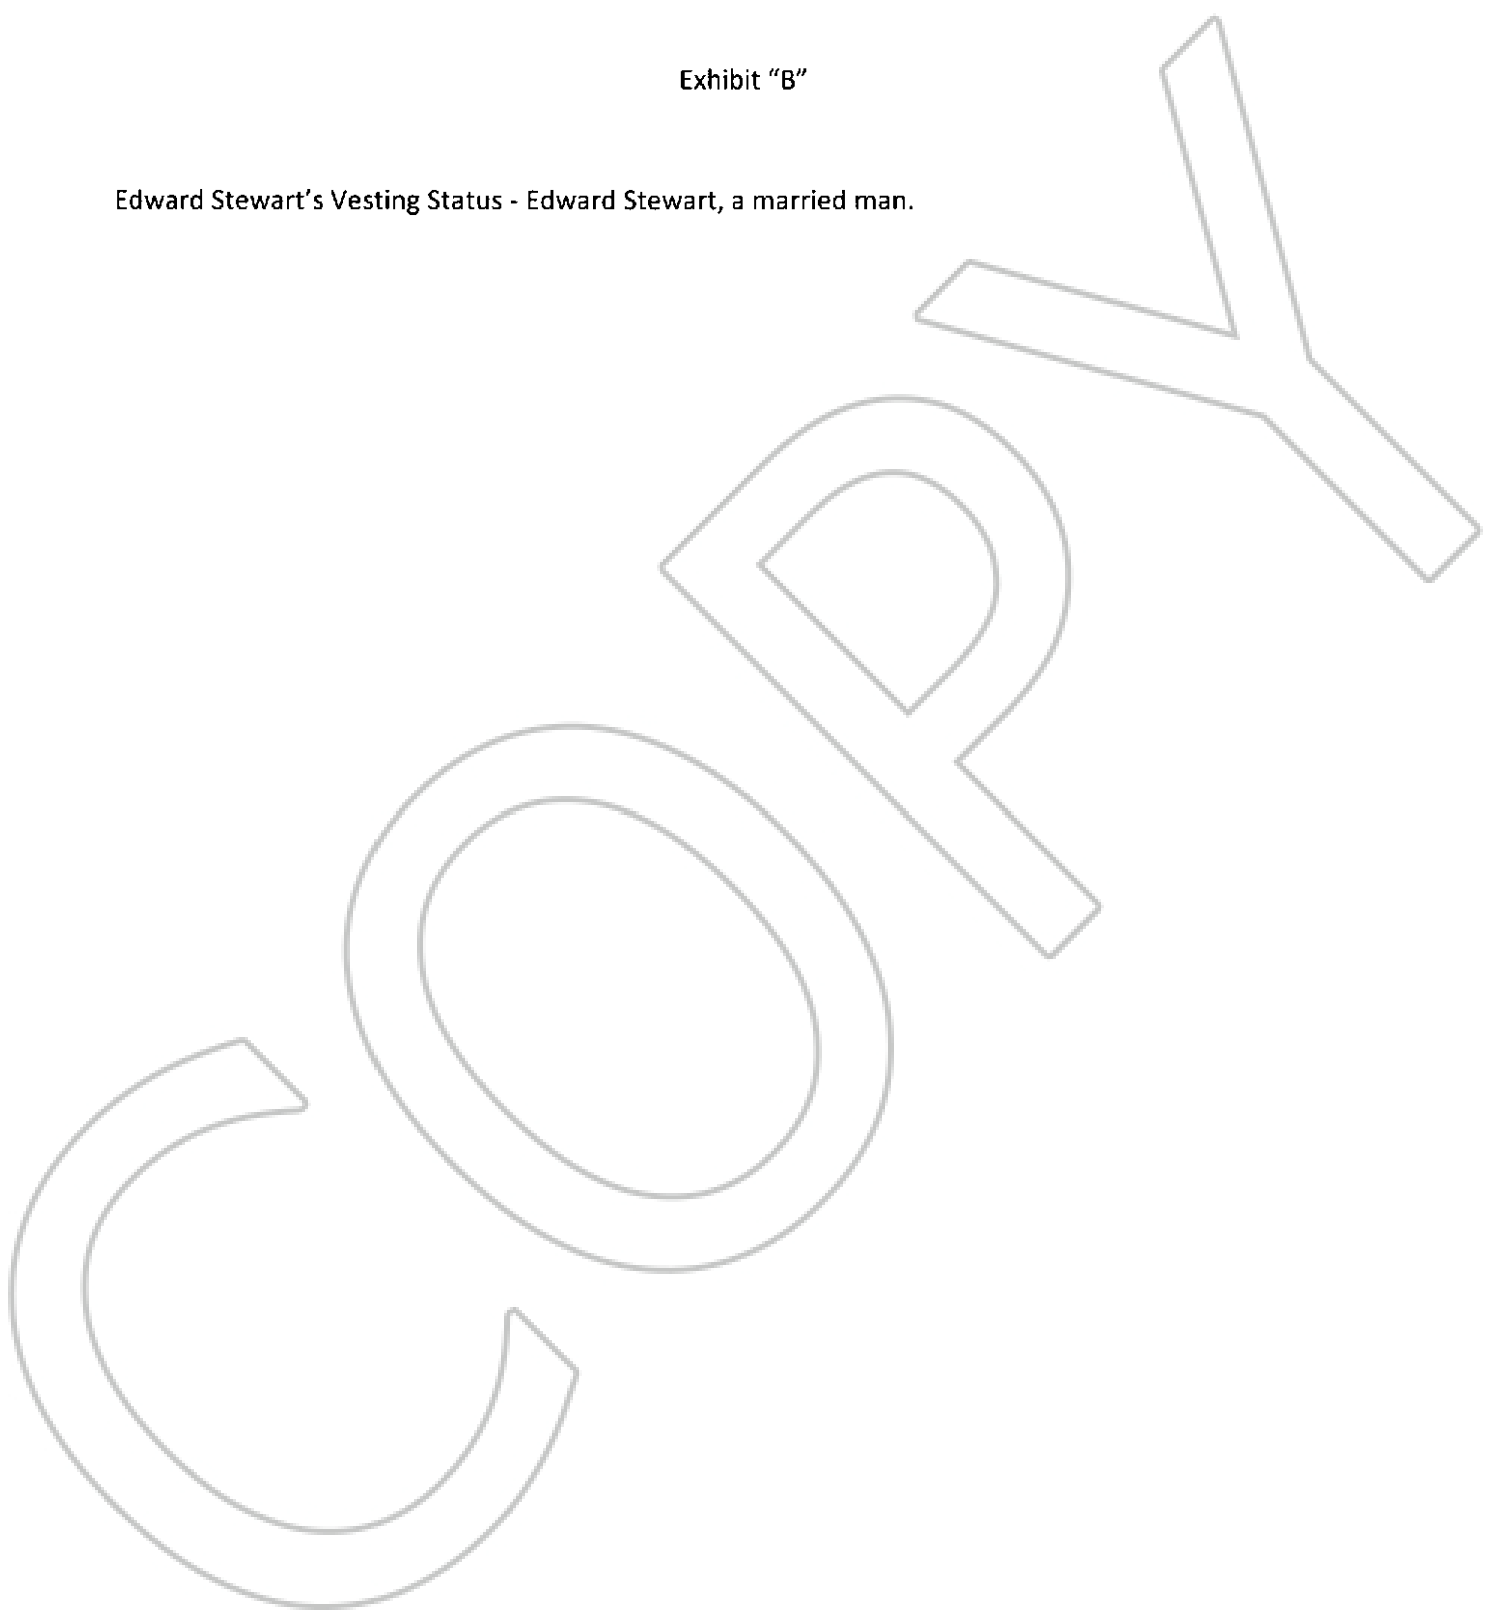 Exhibit “B”
Edward Stewart’s Vesting Status - Edward Stewart, a married man.
COPY